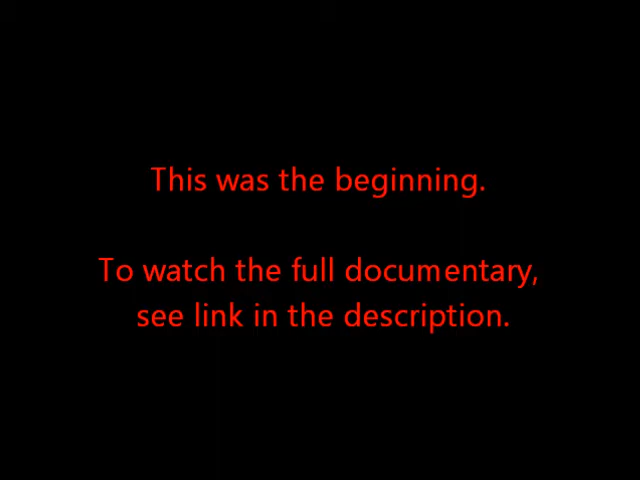 This was the beginning.
To watch the full documentary,
see link in the description.